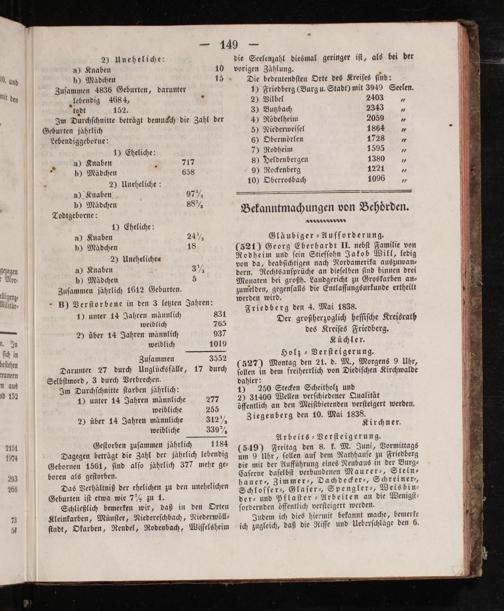 — 149 —
2) Uneheliche:
a) Knaben 10
b) Mädchen 15
Zusammen 4836 Geburten, darunter
lebendig 4684,
todt 152.
Im Durchschnitte beträgt demnach die Zahl der
Geburten jährlich
Lebendiggeborne:
1) Eheliche:
a) Knaben 717
b) Mädchen 658
2) Uneheliche:
a) Knaben 97⅓
b) Mädchen 88⅔
Todtgeborne:
1) Eheliche:
a) Knaben 24⅓
b) Mädchen 18
2) Uneheliche:
a) Knaben 3⅓
b) Mädchen 5
Zusammen jährlich 1612 Geburten.
B) Verstorbene in den 3 letzten Jahren:
1) unter 14 Jahren männlich 831
weiblich 765
2) über 14 Jahren männlich 937
weiblich 1019
Zusammen 3552
Darunter 27 durch Unglücksfälle, 17 durch
Selbstmord, 3 durch Verbrechen.
Im Durchschnitte starben jährlich:
1) unter 14 Jahren männliche 277
weibliche 255
2) über 14 Jahren männliche 312⅓
weibliche 339⅔
Gestorben zusammen jährlich 1184
Dagegen beträgt die Zahl der jährlich lebendig
Gebornen 1561, sind also jährlich 377 mehr ge-
boren als gestorben.
Das Verhältniß der ehelichen zu den unehelichen
Geburten ist etwa wie 7½ zu 1.
Schließlich bemerken wir, daß in den Orten
Kleinkarben, Münster, Niederschbach, Niederwöll-
stadt, Okarben, Rendel, Rodenbach, Wisselsheim
die Seelenzahl diesmal geringer ist, als bei der
vorigen Zählung.
Die bedeutendsten Orte des Kreises sind:
1) Friedberg (Burg u. Stadt) mit 3949 Seelen.
2) Vilbel 2403 "
3) Butzbach 2343 "
4) Rödelheim 2059 "
5) Niederweisel 1864 "
6) Oberwörlen 1728 "
7) Rodheim 1595 "
8) Heldenbergen 1380 "
9) Rockenberg 1221 "
10) Oberrosbach 1096 "
Bekanntmachungen von Behörden.
Gläubiger-Aufforderung.
(521) Georg Eberhardt II. nebst Familie von
Rodheim und sein Stiefsohn Jakob Will, ledig
von da, beabsichtigen nach Nordamerika auszuwan-
dern. Rechtsansprüche an dieselben sind binnen drei
Monaten bei großh. Landgericht zu Großkarben an-
zumelden, gegenfalls die Entlassungsurkunde ertheilt
werden wird.
Friedberg den 4. Mai 1838.
Der großherzoglich hessische Kreisrath
des Kreises Friedberg.
Küchler.
Holz-Versteigerung.
(527) Montag den 21. d. M., Morgens 9 Uhr,
sollen in dem freiherrlich von Diedischen Kirchwalde
dahier:
1) 250 Stecken Scheitholz und
2) 31400 Wellen verschiedener Qualität
öffentlich an den Meistbietenden versteigert werden.
Ziegenberg den 10. Mai 1838.
Kirchner.
Arbeits-Versteigerung.
(549) Freitag den 8. k. M. Juni, Vormittags
um 9 Uhr, sollen auf dem Rathhause zu Friedberg
die mit der Aufführung eines Neubaus in der Burg-
Caserne daselbst verbundenen Maurer-, Stein-
hauer-, Zimmer-, Dachdecker-, Schreiner-,
Schlosser-, Glaser-, Spengler-, Weisbin-
der- und Pflaster-Arbeiten an die Wenigst-
fordernden öffentlich versteigert werden.
Indem ich dies hiermit bekannt mache, bemerke
ich zugleich, daß die Risse und Ueberschläge den 6.